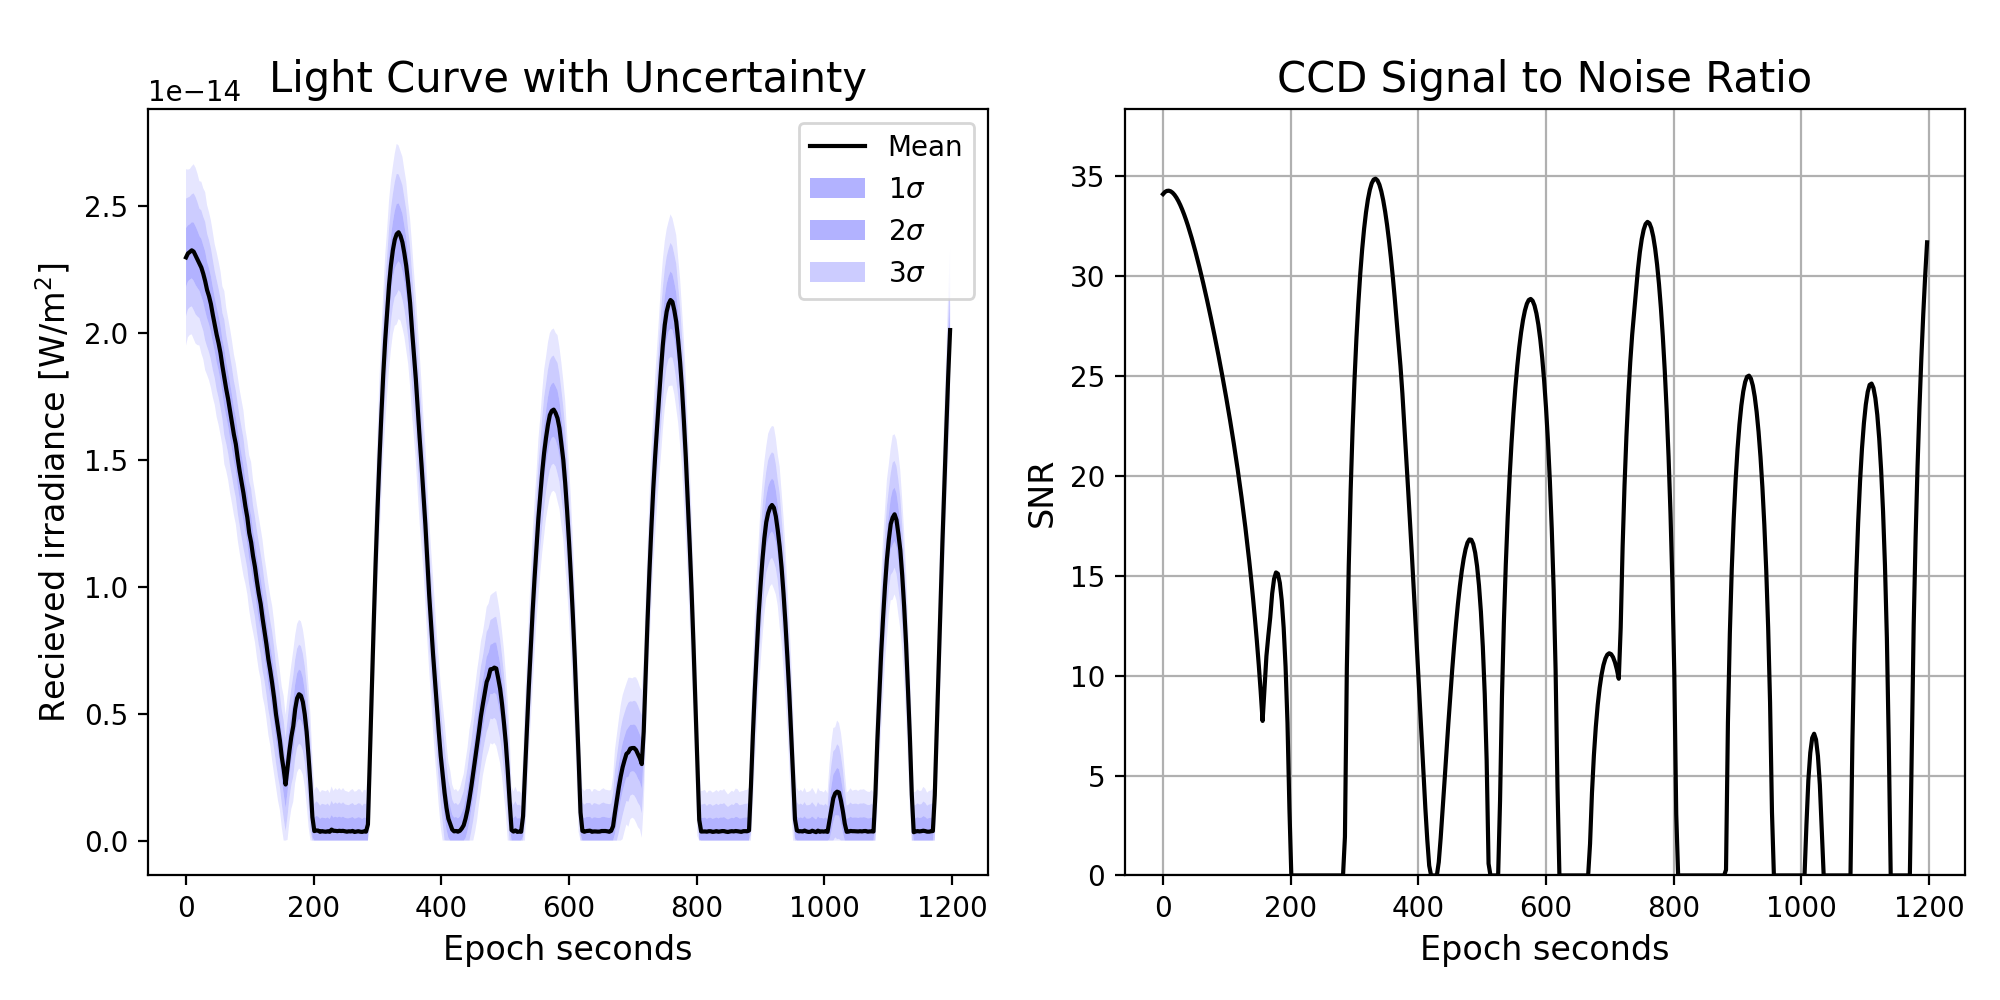 Light Curve with Uncertainty
1e−14
Recieved irradiance [W/m²]
2.5
2.0
1.5
1.0
0.5
0.0
0 200 400 600 800 1000 1200
Epoch seconds
Mean
1σ
2σ
3σ
CCD Signal to Noise Ratio
SNR
35
30
25
20
15
10
5
0
0 200 400 600 800 1000 1200
Epoch seconds